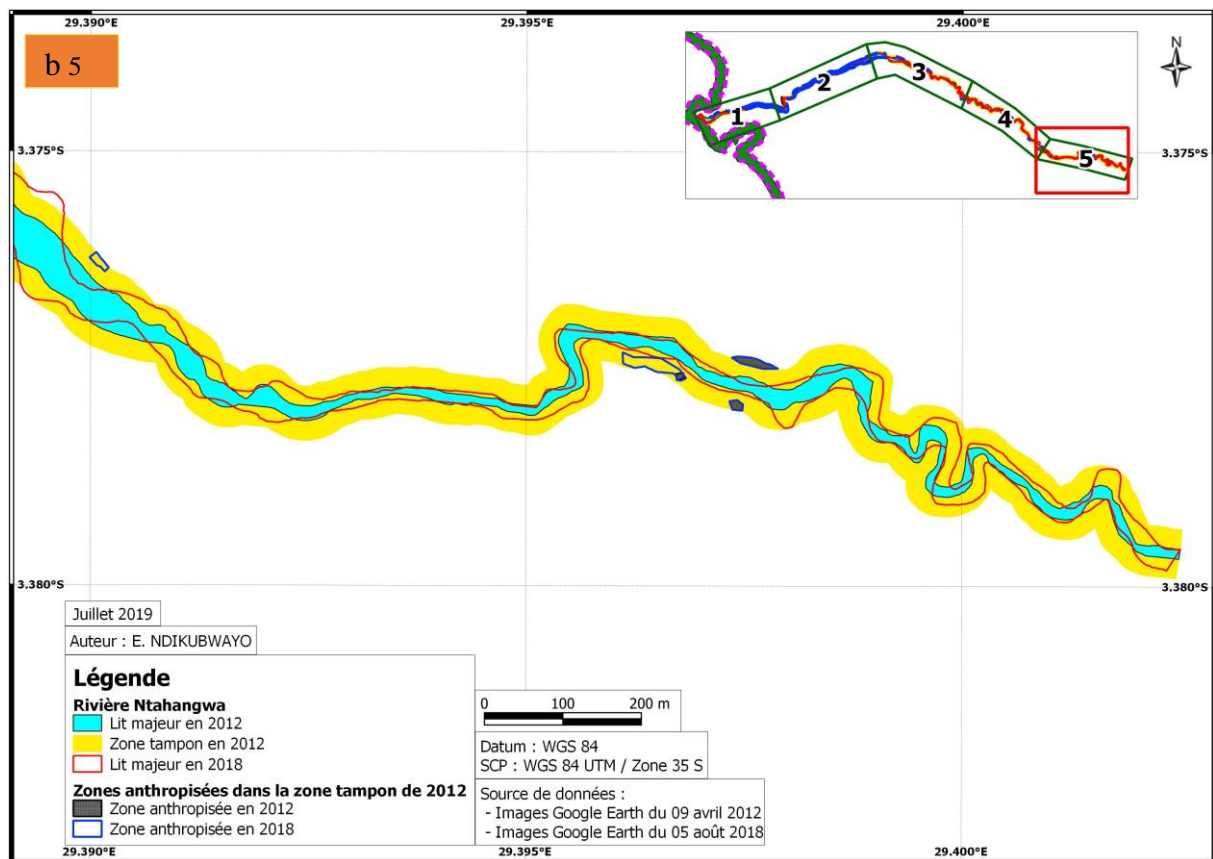 29.390°E
29.395°E
29.400°E
b 5
N
1
2
3
4
5
3.375°S
3.375°S
3.380°S
3.380°S
Juillet 2019
Auteur : E. NDIKUBWAYO
Légende
Rivière Ntahangwa
Lit majeur en 2012
Zone tampon en 2012
Lit majeur en 2018
Zones anthropisées dans la zone tampon de 2012
Zone anthropisée en 2012
Zone anthropisée en 2018
0 100 200 m
Datum : WGS 84
SCP : WGS 84 UTM / Zone 35 S
Source de données :
- Images Google Earth du 09 avril 2012
- Images Google Earth du 05 août 2018
29.390°E
29.395°E
29.400°E